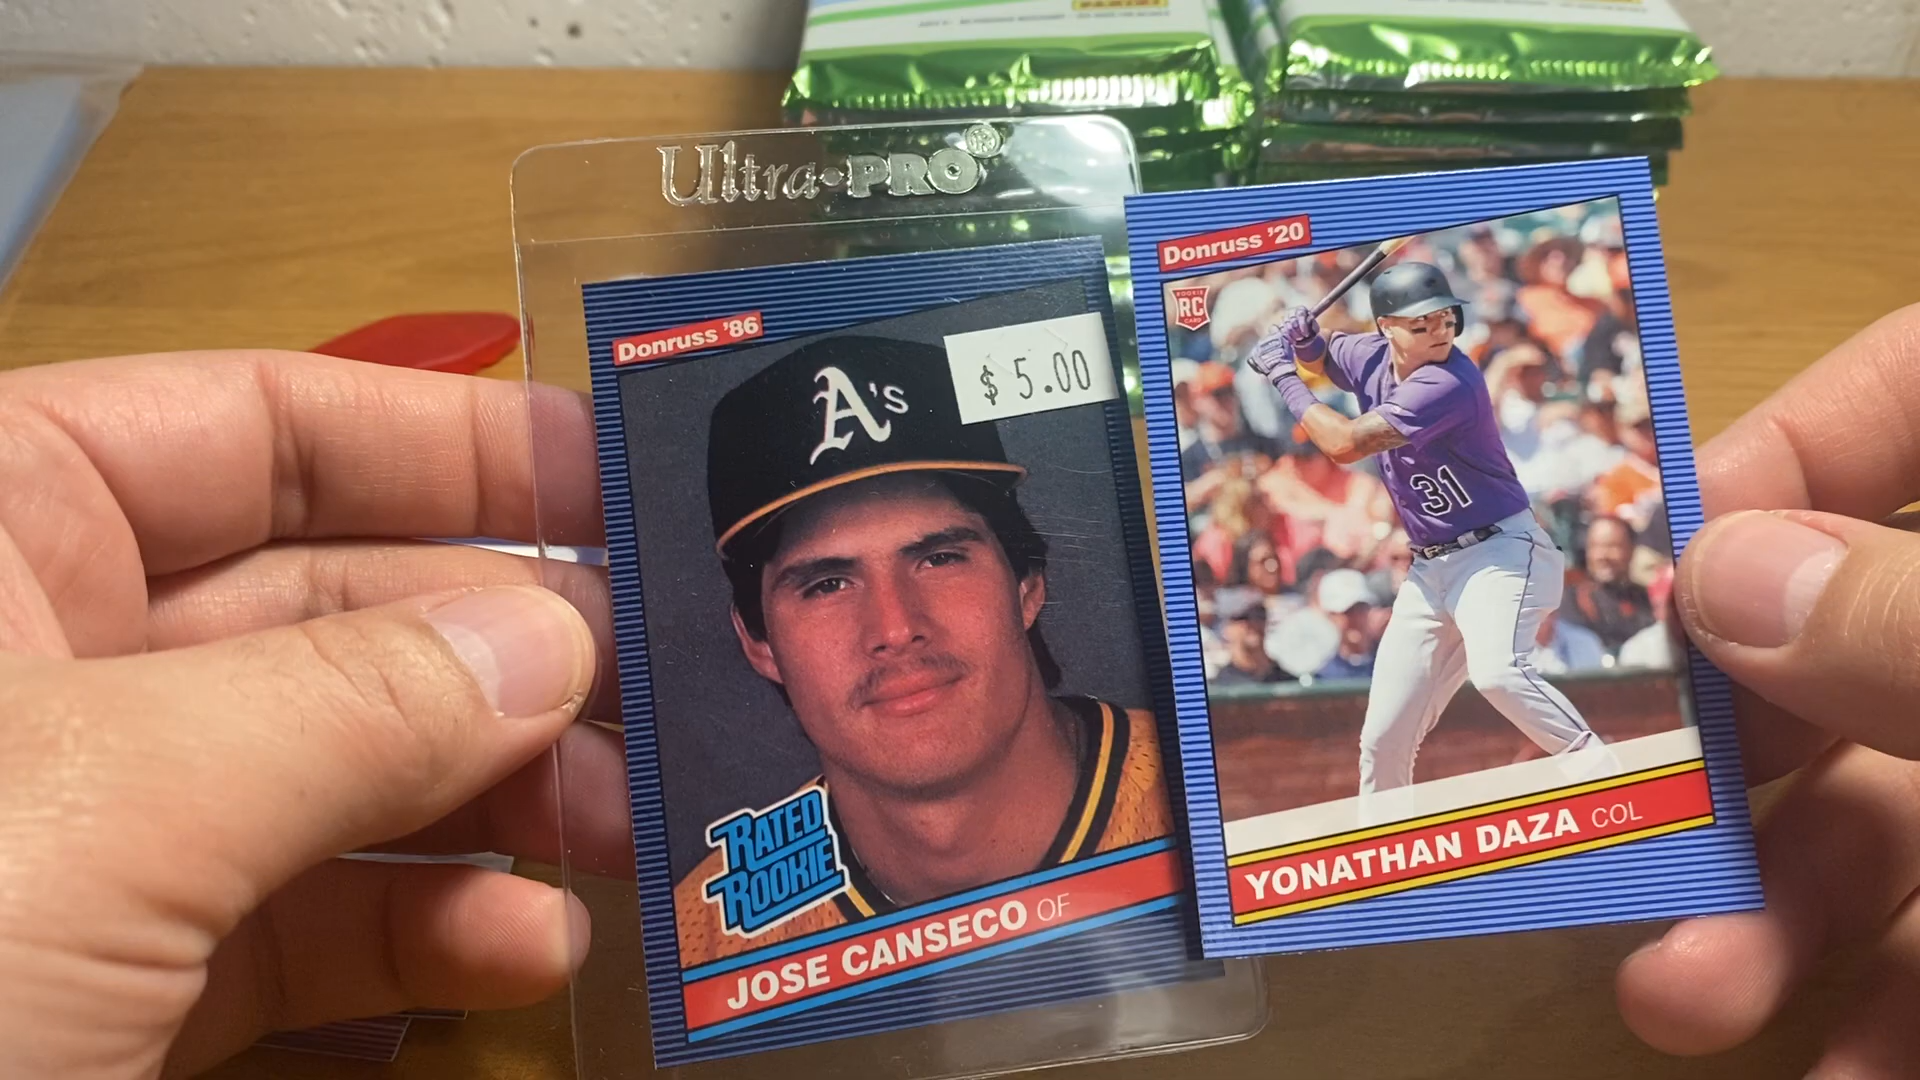 PANINI
Ultra•PRO®
Donruss '86
$ 5.00
A's
RATED
ROOKIE
JOSE CANSECO OF
Donruss '20
ROOKIE
RC
CARD
31
YONATHAN DAZA COL